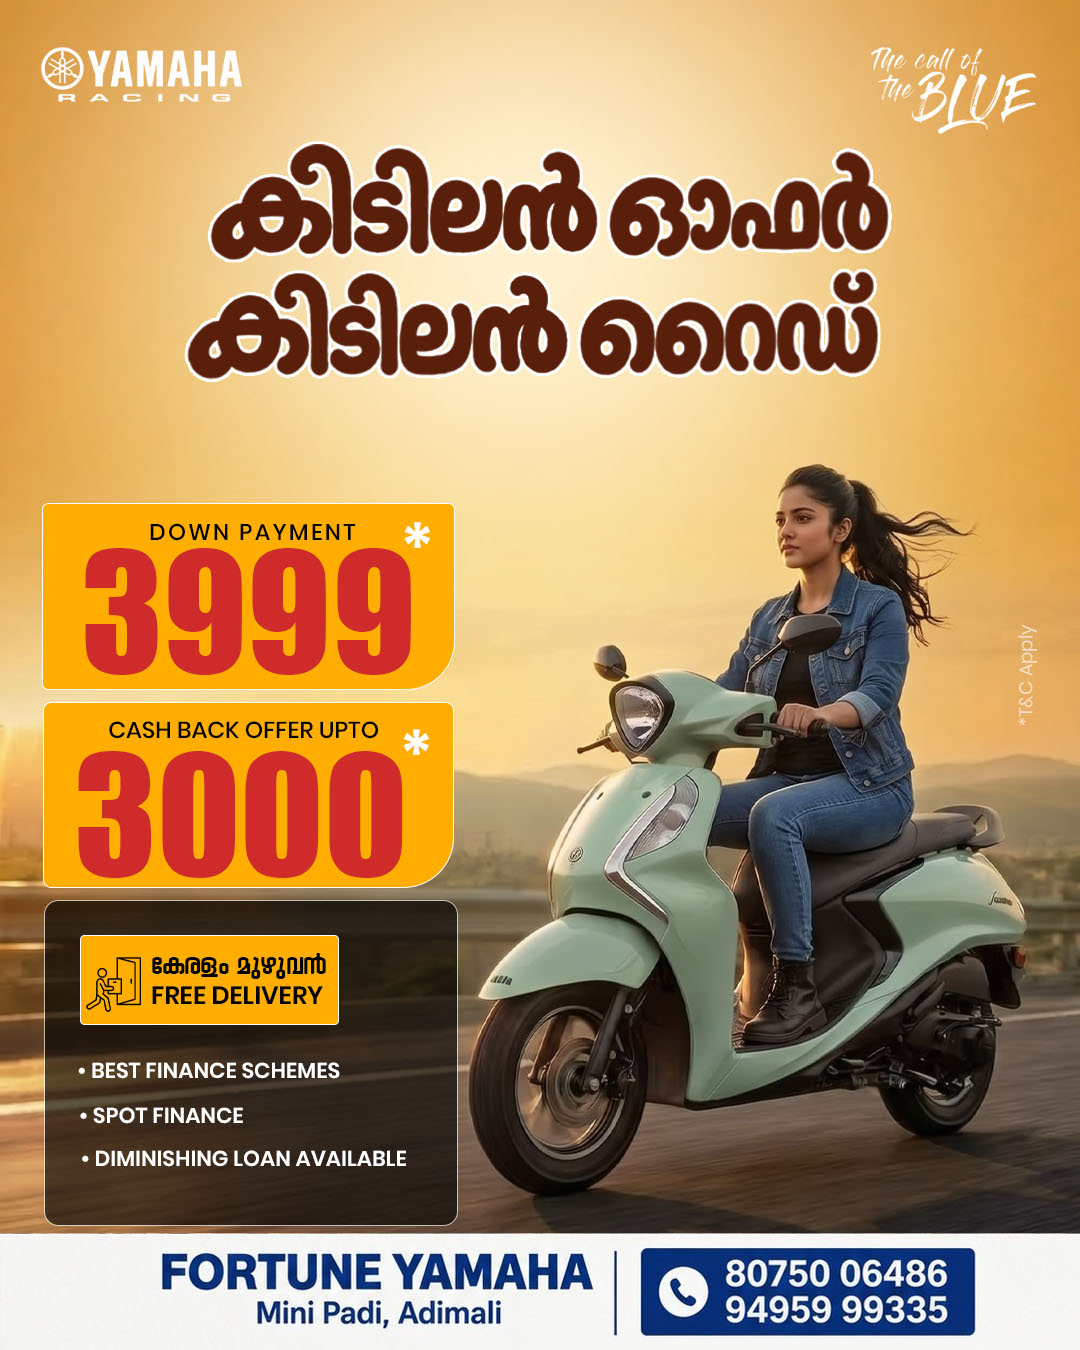 YAMAHA
RACING
The call of
the BLUE
കിടിലൻ ഓഫർ
കിടിലൻ റൈഡ്
DOWN PAYMENT
3999*
CASH BACK OFFER UPTO
3000*
*T&C Apply
കേരളം മുഴുവൻ
FREE DELIVERY
• BEST FINANCE SCHEMES
• SPOT FINANCE
• DIMINISHING LOAN AVAILABLE
FORTUNE YAMAHA
Mini Padi, Adimali
80750 06486
94959 99335